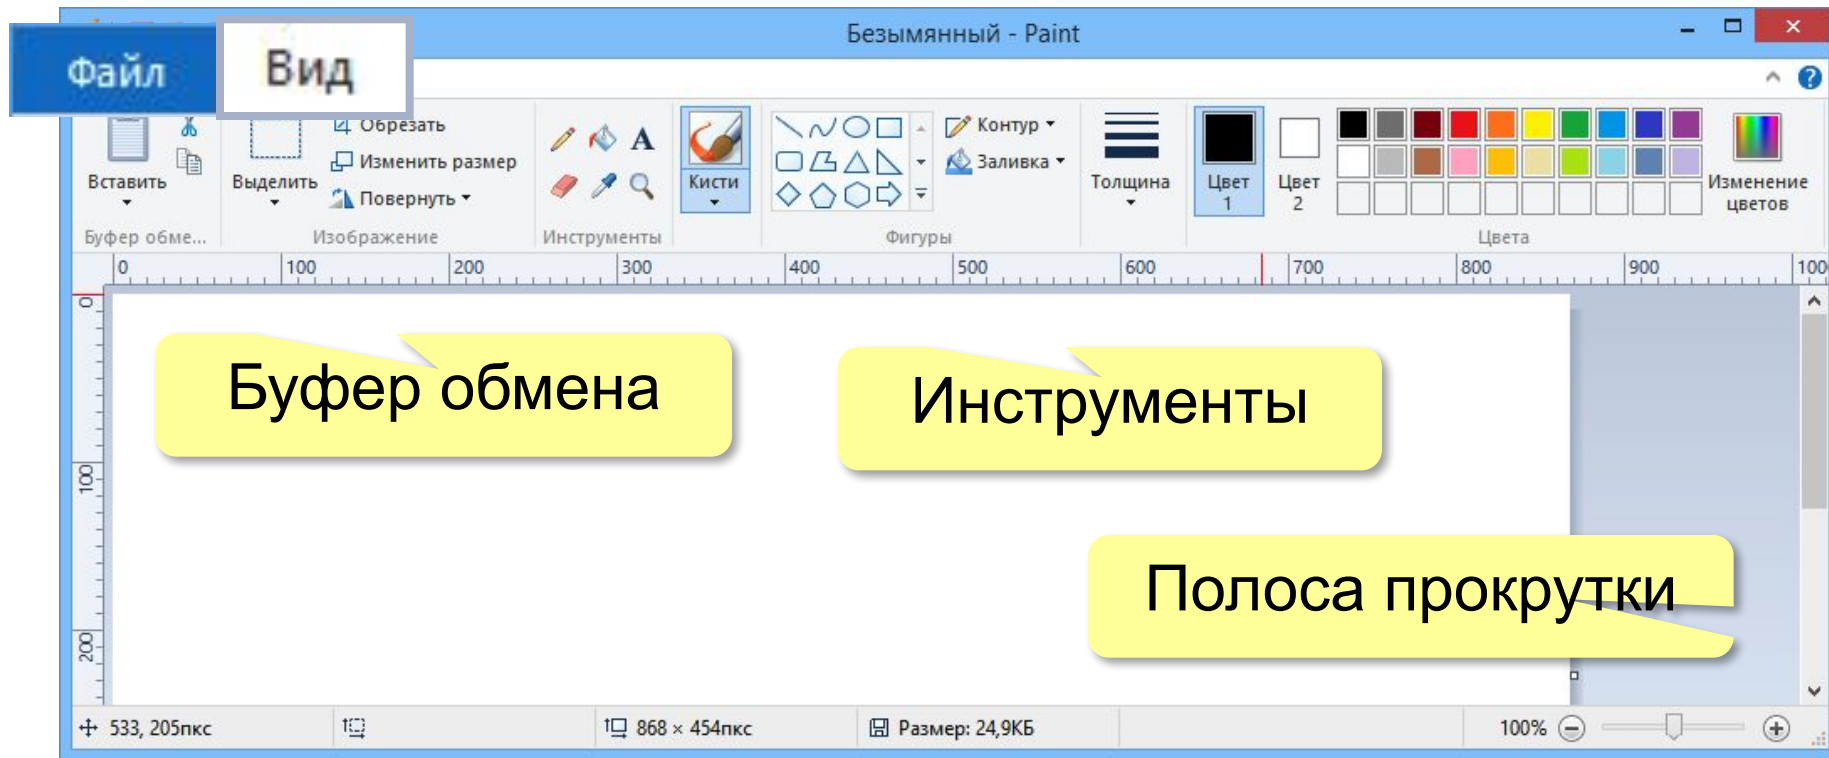 Безымянный - Paint
Файл
Вид
Вставить
Выделить
Обрезать
Изменить размер
Повернуть
A
Кисти
Контур
Заливка
Толщина
Цвет
1
Цвет
2
Изменение
цветов
Буфер обме...
Изображение
Инструменты
Фигуры
Цвета
0 100 200 300 400 500 600 700 800 900 100
0
100
200
Буфер обмена
Инструменты
Полоса прокрутки
533, 205пкс
868 × 454пкс
Размер: 24,9КБ
100%